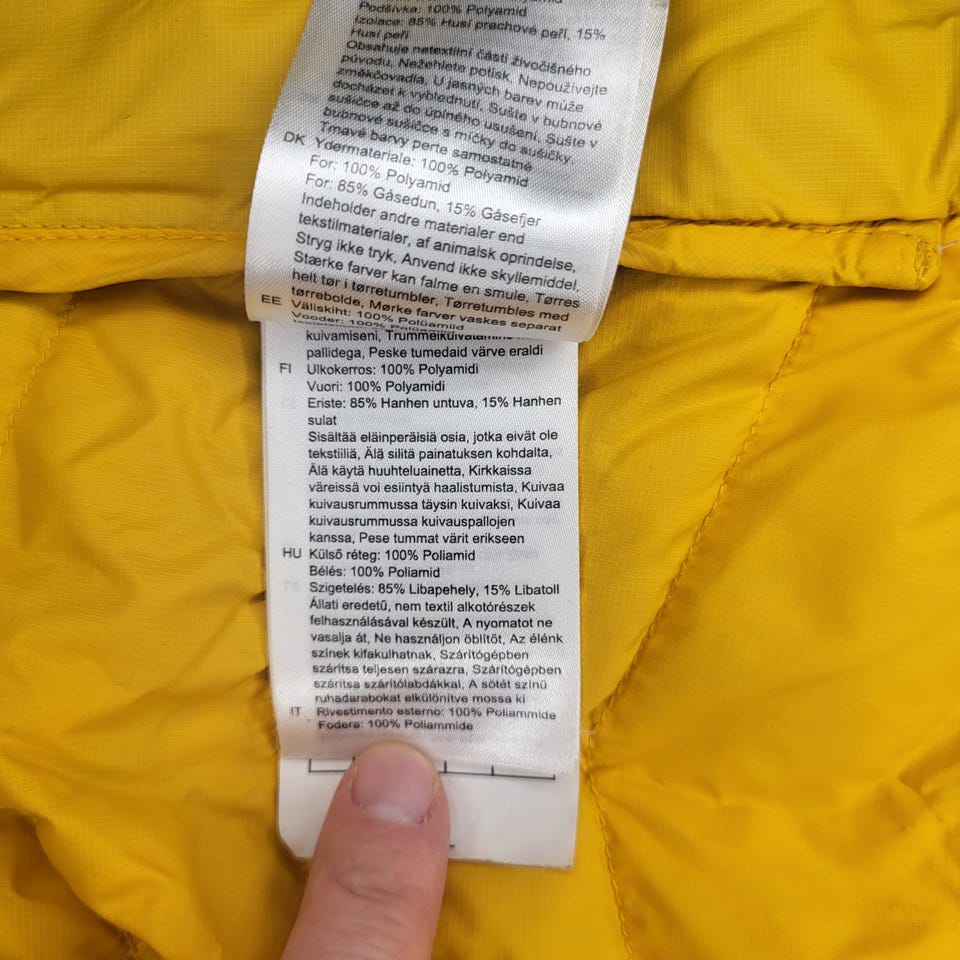 Podšívka: 100% Polyamid
Izolace: 85% Husí prachové peří, 15%
Husí peří
Obsahuje netextilní části živočišného
původu, Nežehlete potisk, Nepoužívejte
změkčovadla, U jasných barev může
docházet k vyblednutí, Sušte v bubnové
sušičce až do úplného usušení, Sušte v
bubnové sušičce s míčky do sušičky,
Tmavé barvy perte samostatně
DK Ydermateriale: 100% Polyamid
For: 100% Polyamid
For: 85% Gåsedun, 15% Gåsefjer
Indeholder andre materialer end
tekstilmaterialer, af animalsk oprindelse,
Stryg ikke tryk, Anvend ikke skyllemiddel,
Stærke farver kan falme en smule, Tørres
helt tør i tørretumbler, Tørretumbles med
tørrebolde, Mørke farver vaskes separat
EE Väliskiht: 100% Polüamiid
Vooder: 100% Polüamiid
kuivamiseni,
pallidega, Peske tumedaid värve eraldi
FI Ulkokerros: 100% Polyamidi
Vuori: 100% Polyamidi
Eriste: 85% Hanhen untuva, 15% Hanhen
sulat
Sisältää eläinperäisiä osia, jotka eivät ole
tekstiiliä, Älä silitä painatuksen kohdalta,
Älä käytä huuhteluainetta, Kirkkaissa
väreissä voi esiintyä haalistumista, Kuivaa
kuivausrummussa täysin kuivaksi, Kuivaa
kuivausrummussa kuivauspallojen
kanssa, Pese tummat värit erikseen
HU Külső réteg: 100% Poliamid
Bélés: 100% Poliamid
Szigetelés: 85% Libapehely, 15% Libatoll
Állati eredetű, nem textil alkotórészek
felhasználásával készült, A nyomatot ne
vasalja át, Ne használjon öblítőt, Az élénk
színek kifakulhatnak, Szárítógépben
szárítsa teljesen szárazra, Szárítógépben
szárítsa szárítólabdákkal, A sötét színű
ruhadarabokat elkülönítve mossa ki
IT Rivestimento esterno: 100% Poliammide
Fodera: 100% Poliammide